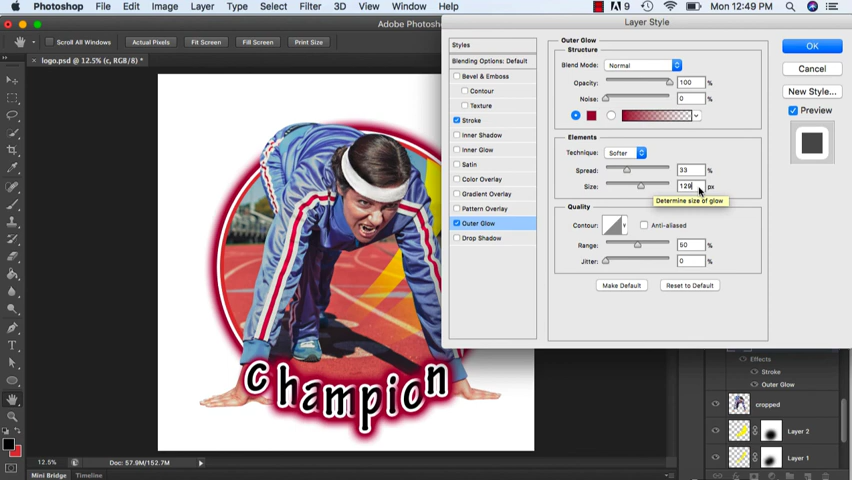 Photoshop File Edit Image Layer Type Select Filter 3D View Window Help 9 Mon 12:49 PM
Scroll All Windows Actual Pixels Fit Screen Fill Screen Print Size
Adobe Photosho
logo.psd @ 12.5% (c, RGB/8) *
Layer Style
Styles
Blending Options: Default
Bevel & Emboss
Contour
Texture
Stroke
Inner Shadow
Inner Glow
Satin
Color Overlay
Gradient Overlay
Pattern Overlay
Outer Glow
Drop Shadow
Outer Glow
Structure
Blend Mode: Normal
Opacity: 100 %
Noise: 0 %
Elements
Technique: Softer
Spread: 33 %
Size: 129 px
Determine size of glow
Quality
Contour: Anti-aliased
Range: 50 %
Jitter: 0 %
Make Default Reset to Default
OK
Cancel
New Style...
Preview
champion
Effects
Stroke
Outer Glow
cropped
Layer 2
Layer 1
12.5% Doc: 57.9M/152.7M
Mini Bridge Timeline